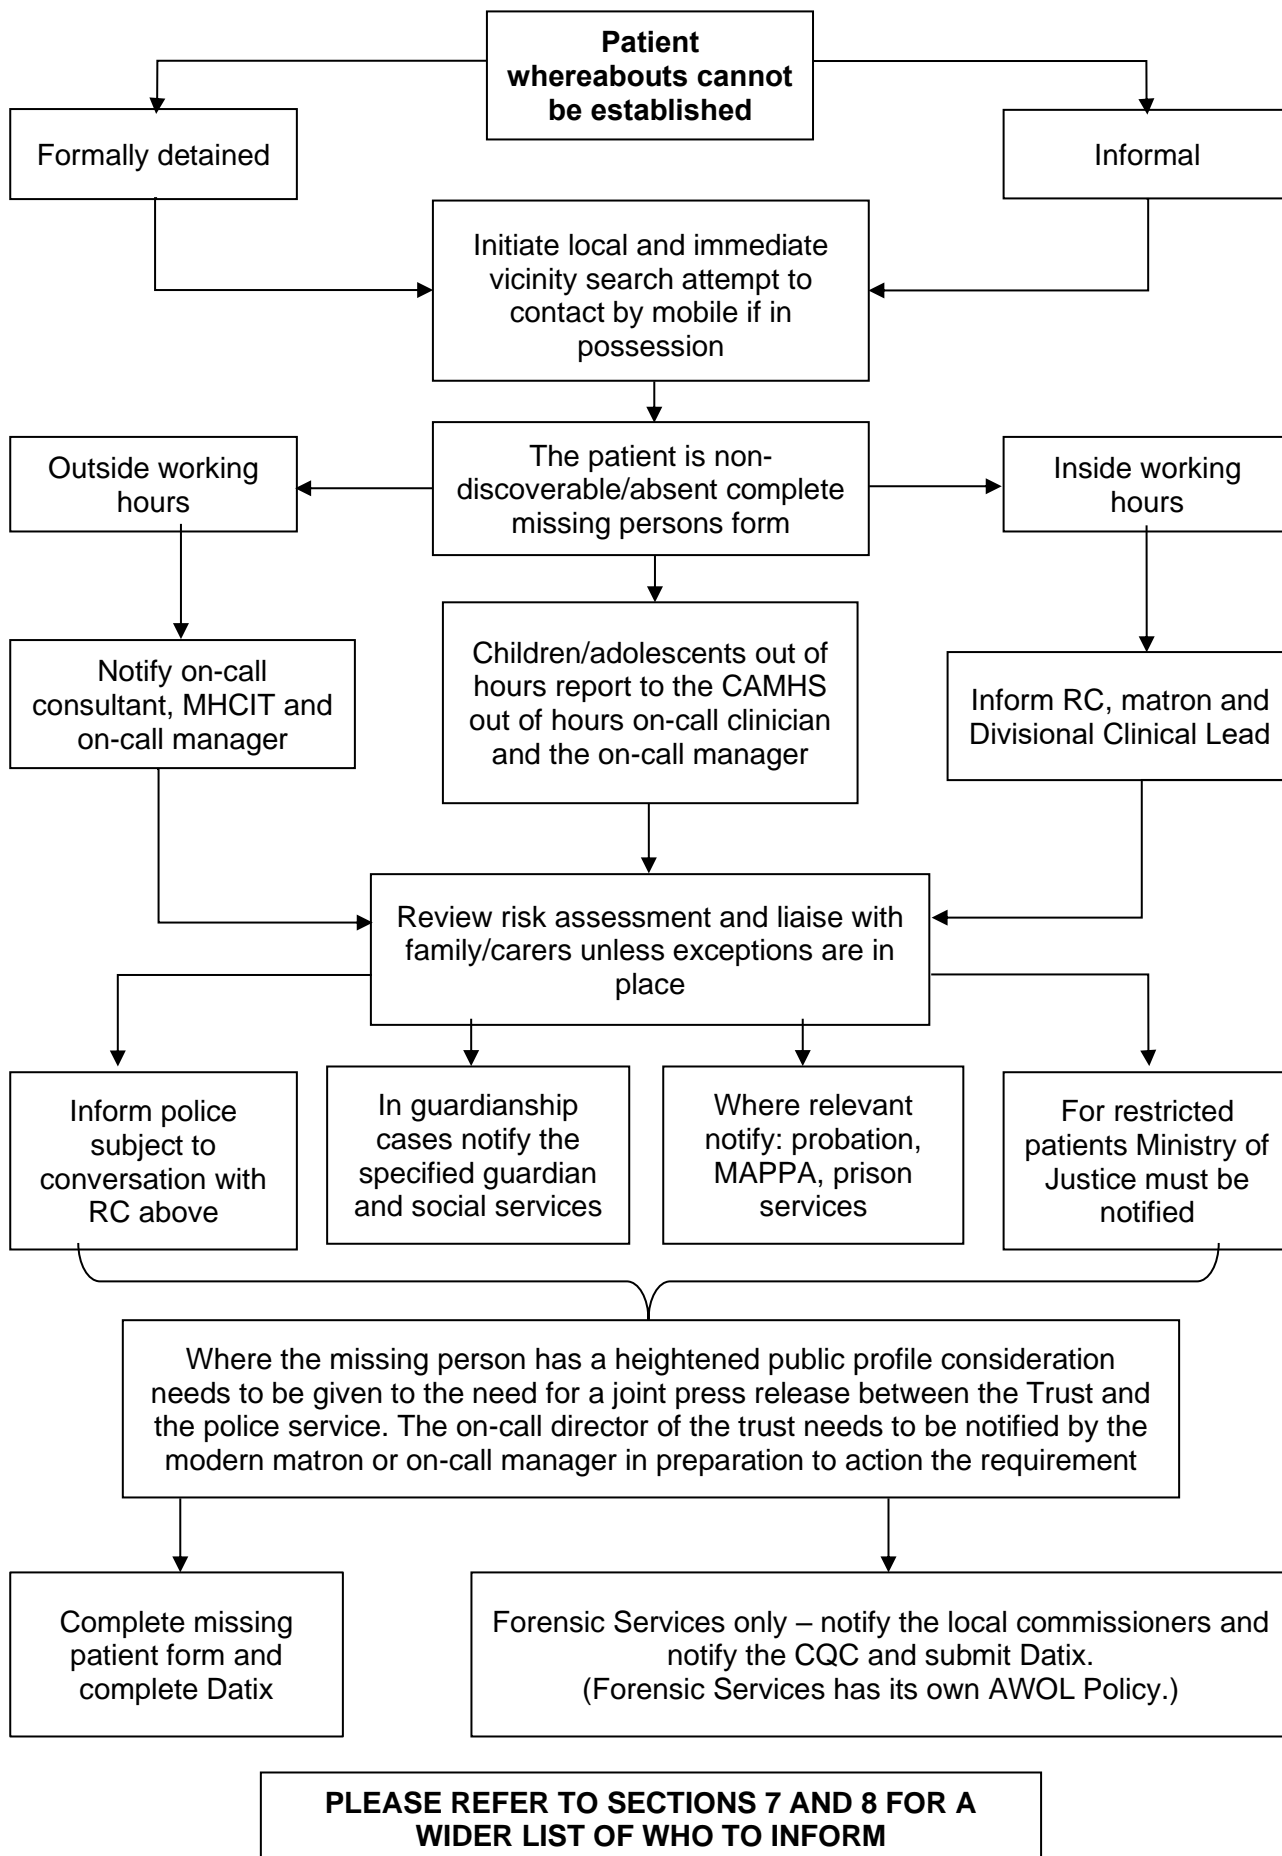 Patient
whereabouts cannot
be established
Formally detained
Informal
Initiate local and immediate
vicinity search attempt to
contact by mobile if in
possession
Outside working
hours
The patient is non-
discoverable/absent complete
missing persons form
Inside working
hours
Notify on-call
consultant, MHCIT and
on-call manager
Children/adolescents out of
hours report to the CAMHS
out of hours on-call clinician
and the on-call manager
Inform RC, matron and
Divisional Clinical Lead
Review risk assessment and liaise with
family/carers unless exceptions are in
place
Inform police
subject to
conversation with
RC above
In guardianship
cases notify the
specified guardian
and social services
Where relevant
notify: probation,
MAPPA, prison
services
For restricted
patients Ministry of
Justice must be
notified
Where the missing person has a heightened public profile consideration
needs to be given to the need for a joint press release between the Trust and
the police service. The on-call director of the trust needs to be notified by the
modern matron or on-call manager in preparation to action the requirement
Complete missing
patient form and
complete Datix
Forensic Services only – notify the local commissioners and
notify the CQC and submit Datix.
(Forensic Services has its own AWOL Policy.)
PLEASE REFER TO SECTIONS 7 AND 8 FOR A
WIDER LIST OF WHO TO INFORM